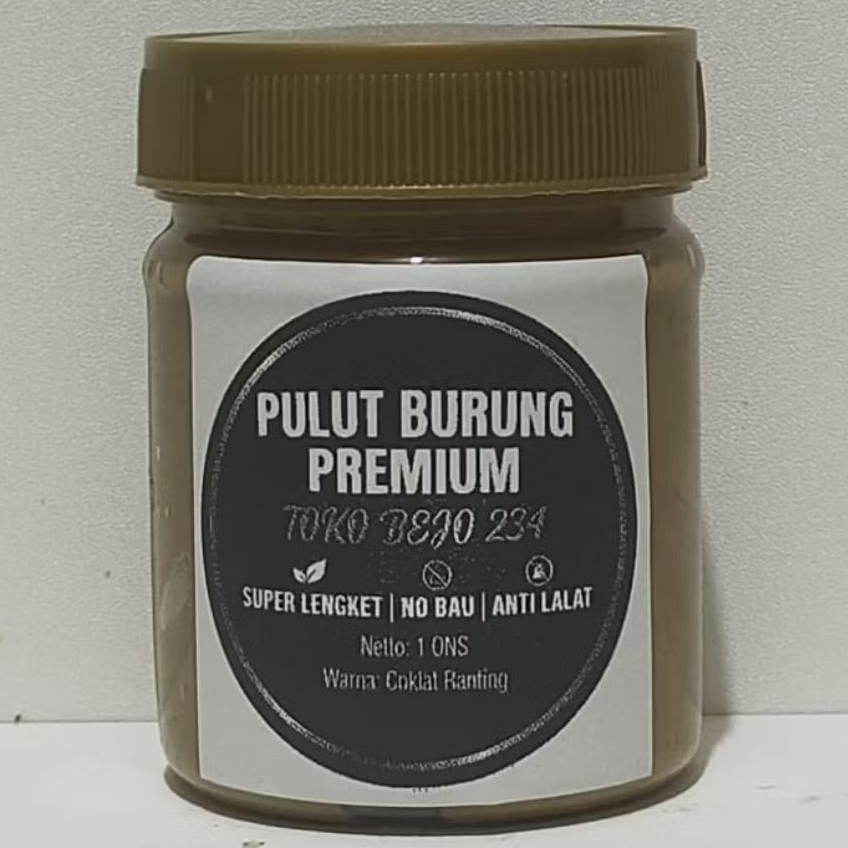 PULUT BURUNG
PREMIUM
TOKO BEJO 234
SUPER LENGKET | NO BAU | ANTI LALAT
Netto: 1 ONS
Warna: Coklat Ranting